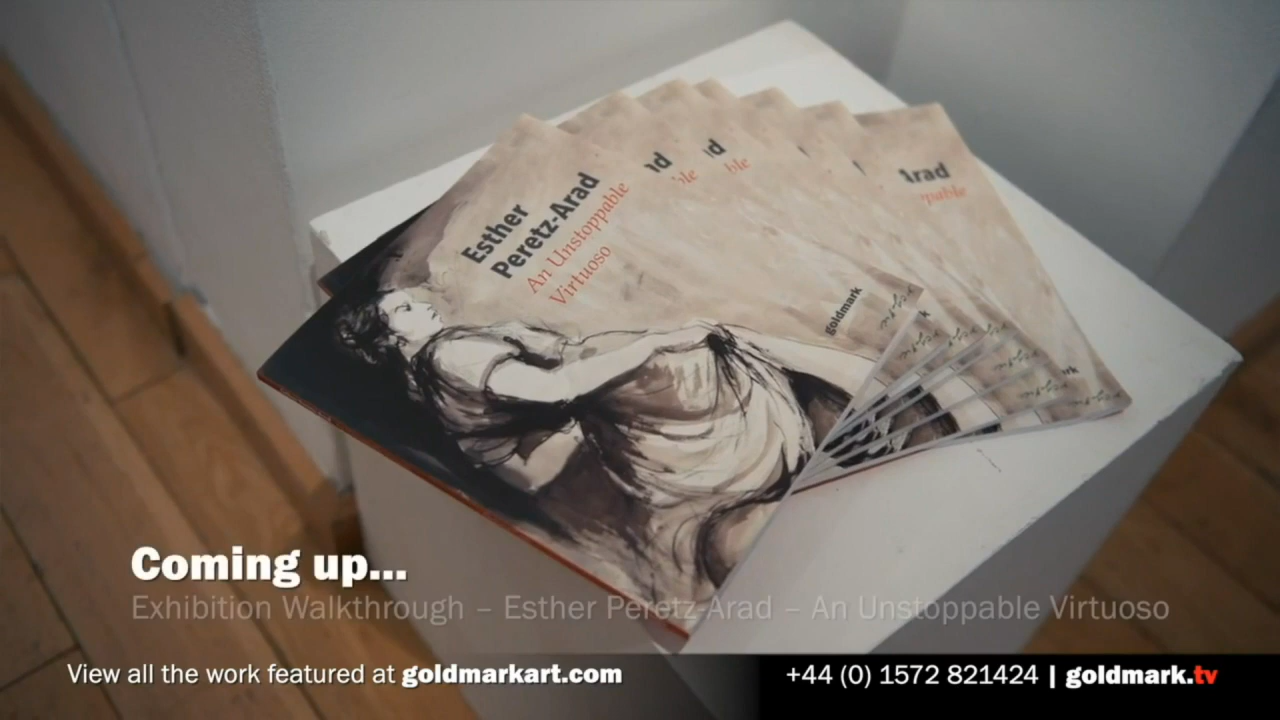 Esther
Peretz-Arad
An Unstoppable
Virtuoso
goldmark
Arad
Coming up...
Exhibition Walkthrough – Esther Peretz-Arad – An Unstoppable Virtuoso
View all the work featured at goldmarkart.com
+44 (0) 1572 821424 | goldmark.tv